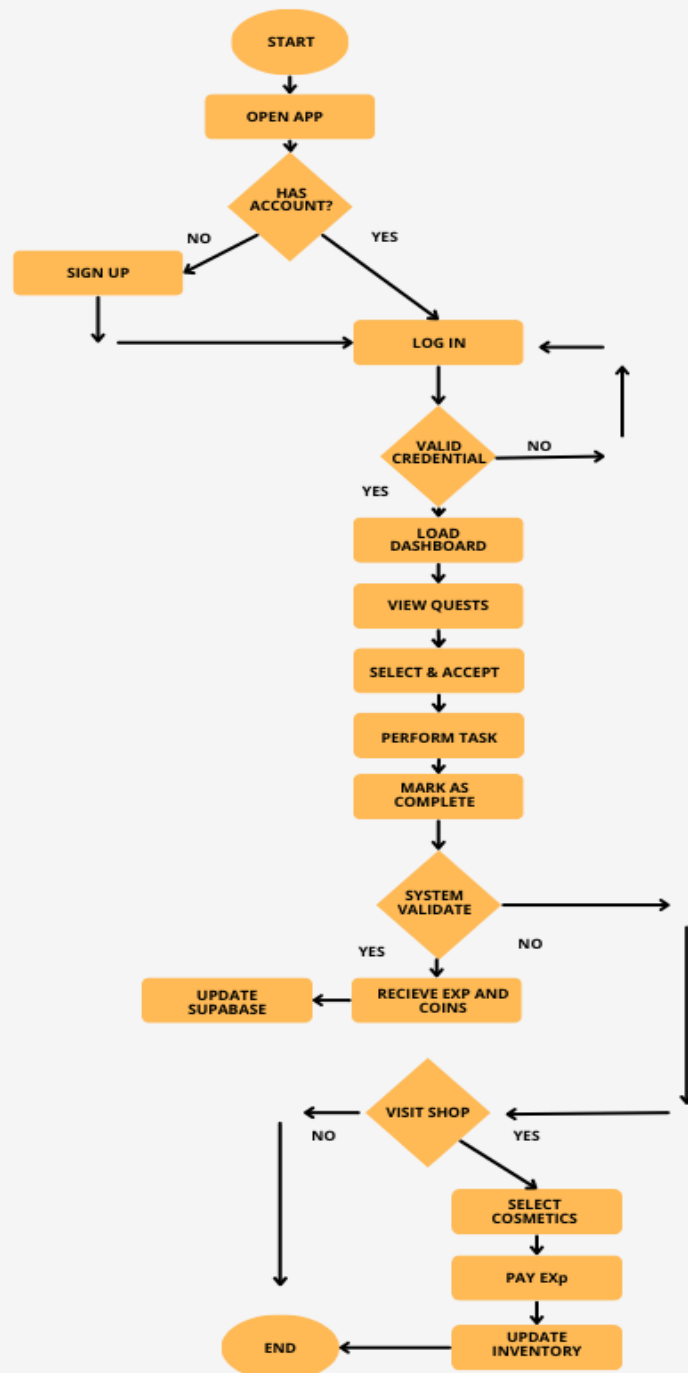 START
OPEN APP
HAS
ACCOUNT?
NO
YES
SIGN UP
LOG IN
VALID
CREDENTIAL
NO
YES
LOAD
DASHBOARD
VIEW QUESTS
SELECT & ACCEPT
PERFORM TASK
MARK AS
COMPLETE
SYSTEM
VALIDATE
NO
YES
UPDATE
SUPABASE
RECIEVE EXP AND
COINS
VISIT SHOP
NO
YES
SELECT
COSMETICS
PAY EXp
UPDATE
INVENTORY
END